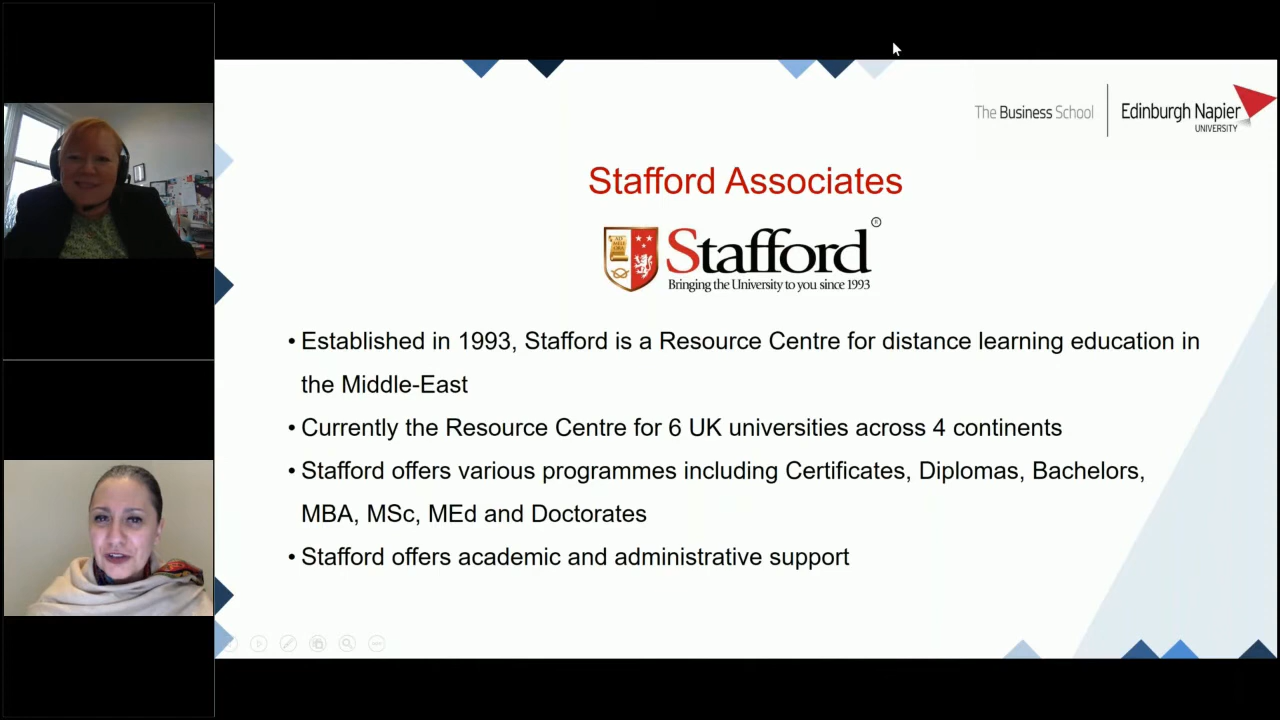 The Business School
Edinburgh Napier
UNIVERSITY
Stafford Associates
Stafford®
Bringing the University to you since 1993
• Established in 1993, Stafford is a Resource Centre for distance learning education in
the Middle-East
• Currently the Resource Centre for 6 UK universities across 4 continents
• Stafford offers various programmes including Certificates, Diplomas, Bachelors,
MBA, MSc, MEd and Doctorates
• Stafford offers academic and administrative support